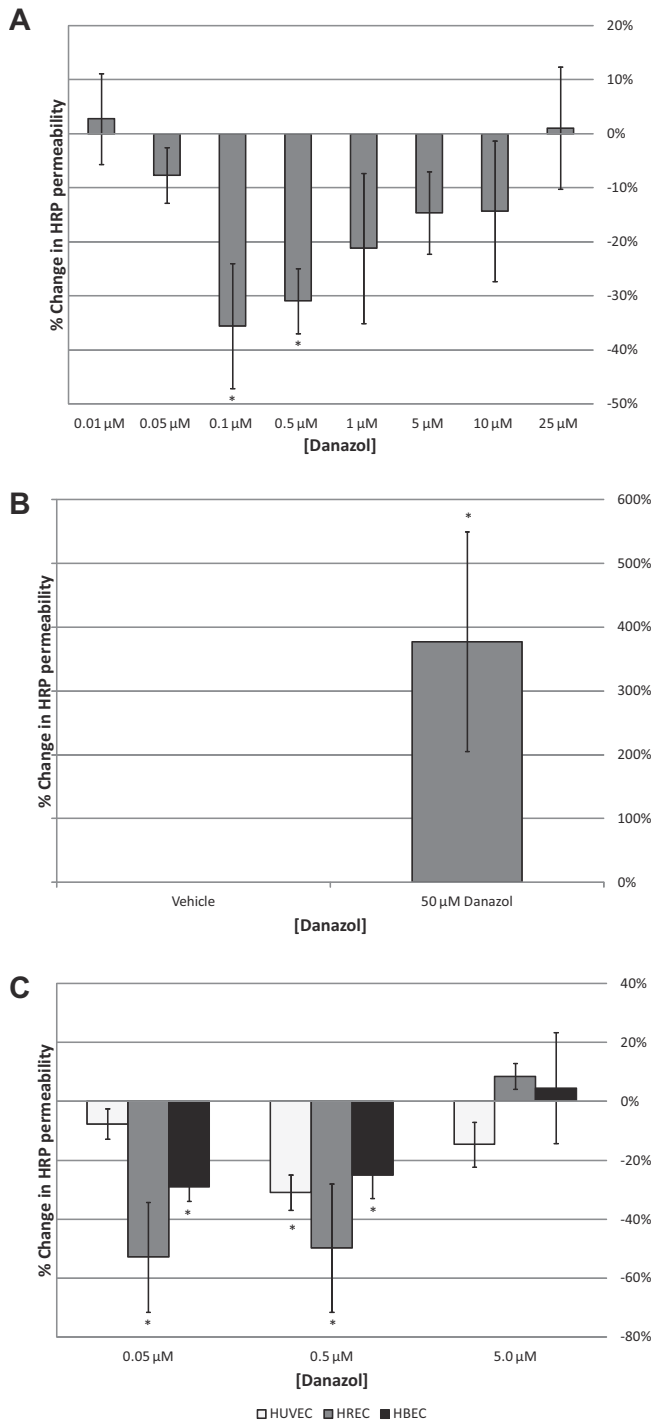 A
% Change in HRP permeability
20%
10%
0%
-10%
-20%
-30%
-40%
-50%
* *
0.01 µM 0.05 µM 0.1 µM 0.5 µM 1 µM 5 µM 10 µM 25 µM
[Danazol]
B
% Change in HRP permeability
*
600%
500%
400%
300%
200%
100%
0%
Vehicle 50 µM Danazol
[Danazol]
C
% Change in HRP permeability
40%
20%
0%
-20%
-40%
-60%
-80%
* * * * *
0.05 µM 0.5 µM 5.0 µM
[Danazol]
HUVEC HREC HBEC